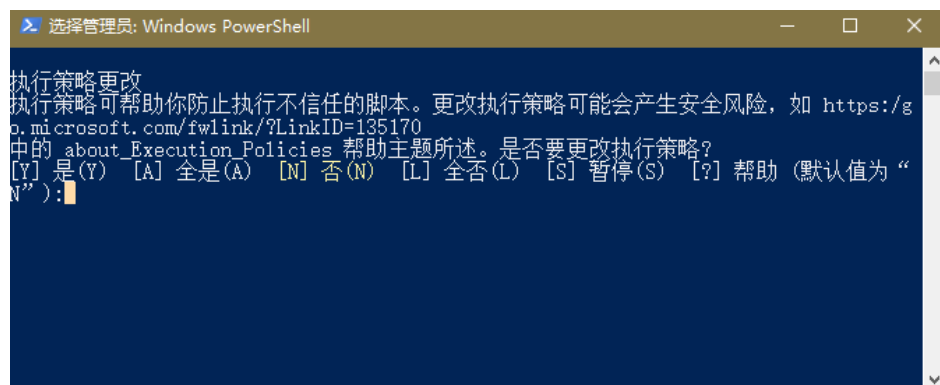 选择管理员: Windows PowerShell
执行策略更改
执行策略可帮助你防止执行不信任的脚本。更改执行策略可能会产生安全风险，如 https:/g
o.microsoft.com/fwlink/?LinkID=135170
中的 about_Execution_Policies 帮助主题所述。是否要更改执行策略?
[Y] 是(Y)  [A] 全是(A)  [N] 否(N)  [L] 全否(L)  [S] 暂停(S)  [?] 帮助 (默认值为“
N”):